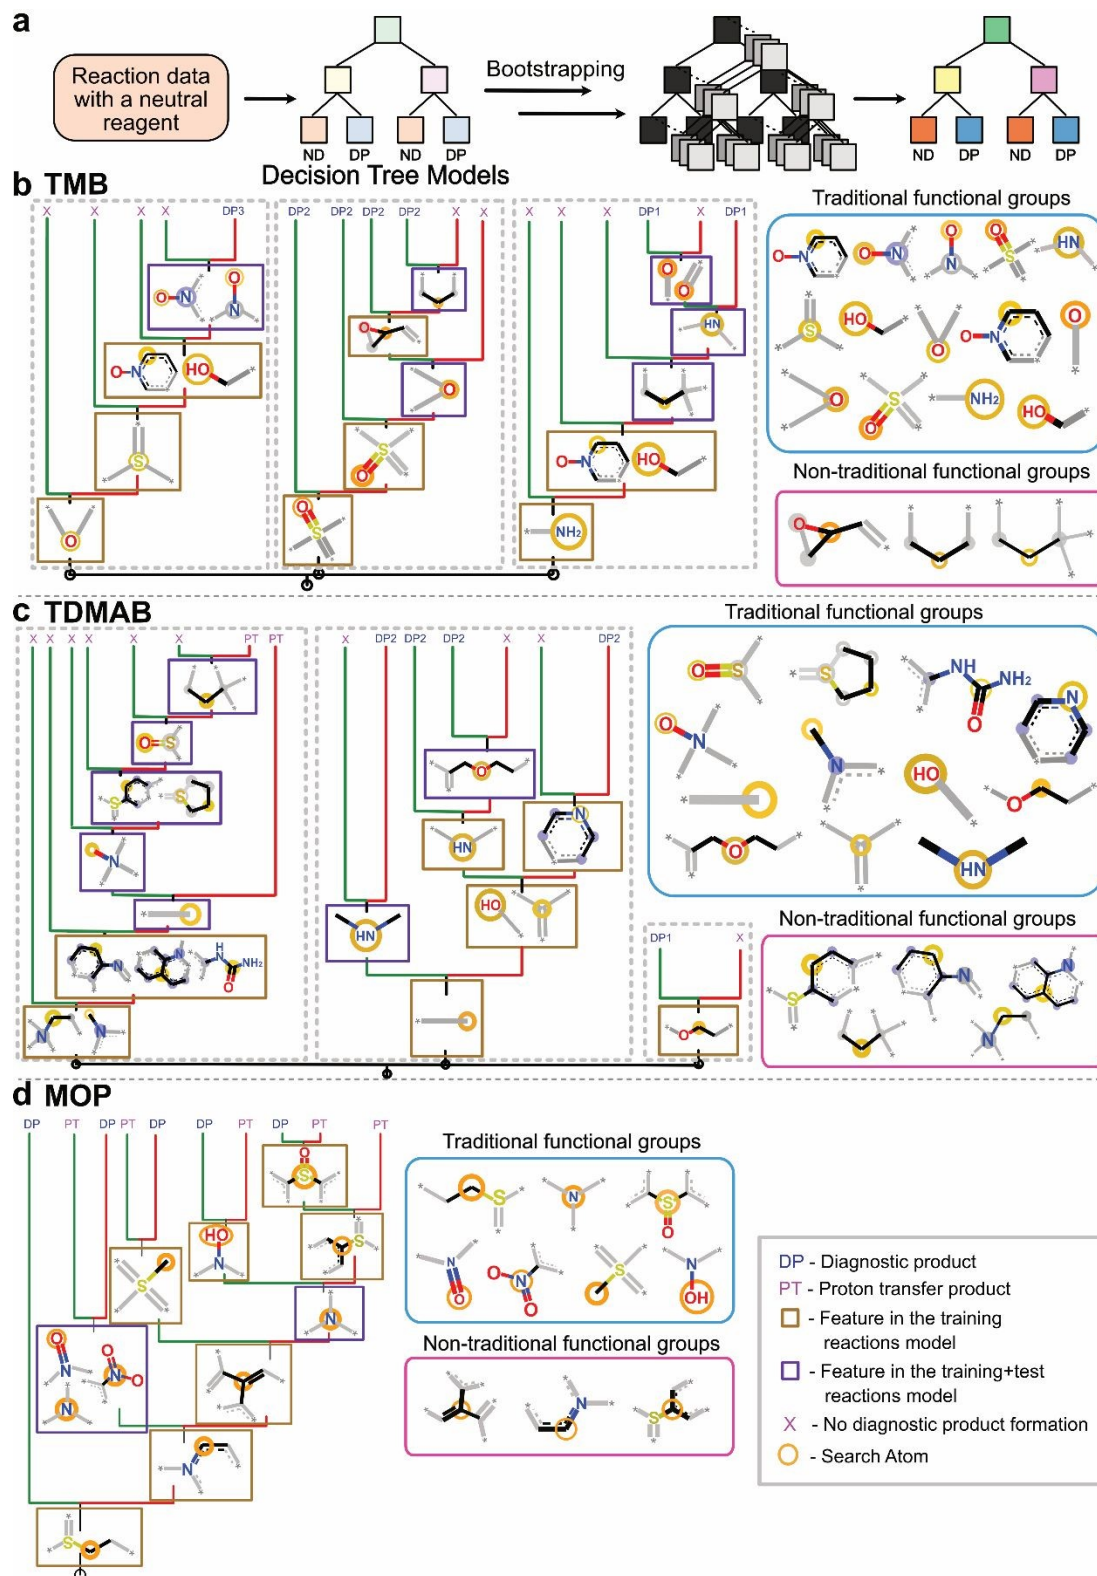 a
Reaction data
with a neutral
reagent
Bootstrapping
ND DP ND DP
ND DP ND DP
Decision Tree Models
b TMB
X X X X DP3
DP2 DP2 DP2 DP2 X X
X X X DP1 X DP1
Traditional functional groups
Non-traditional functional groups
c TDMAB
X X X X X X PT PT
X DP2 DP2 DP2 X X DP2
DP1 X
Traditional functional groups
Non-traditional functional groups
d MOP
DP PT DP PT DP DP PT DP PT PT
Traditional functional groups
Non-traditional functional groups
DP - Diagnostic product
PT - Proton transfer product
- Feature in the training
reactions model
- Feature in the training+test
reactions model
X - No diagnostic product formation
- Search Atom